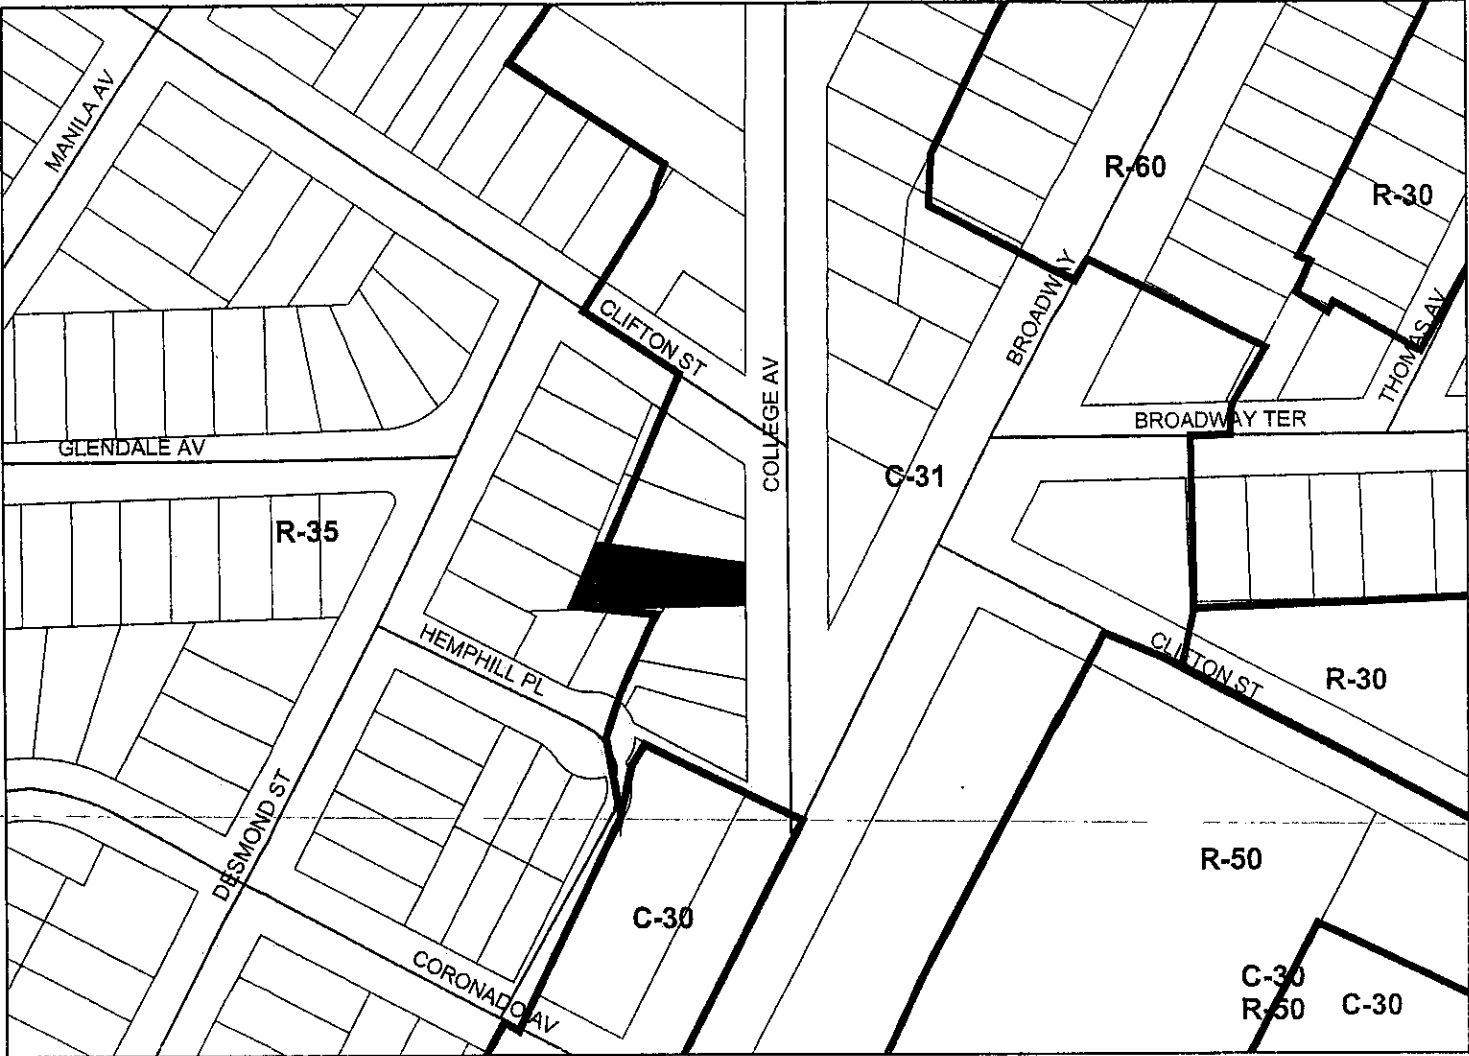 MANILA AV
R-60
R-30
CLIFTON ST
BROADWAY
THOMAS AV
COLLEGE AV
BROADWAY TER
GLENDALE AV
C-31
R-35
HEMPHILL PL
CLIFTON ST
R-30
DESMOND ST
R-50
C-30
CORONADO AV
C-30
R-50
C-30